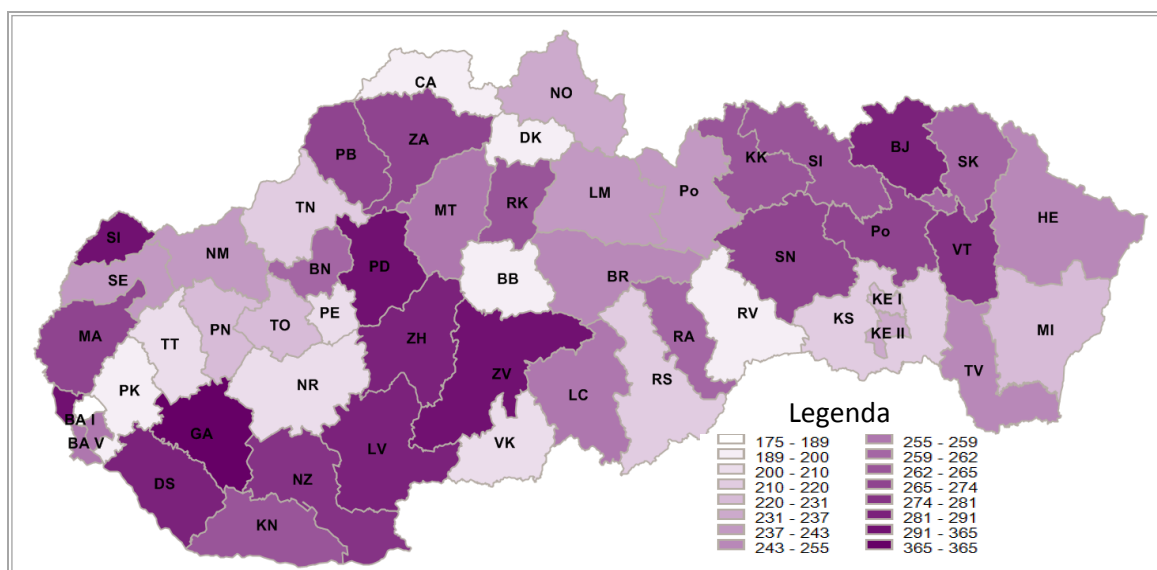 CA
NO
DK
ZA
PB
BJ
SK
KK
SI
LM
Po
MT
RK
TN
HE
SI
NM
BN
PD
BB
BR
SN
Po
VT
SE
MA
TT
PN
TO
PE
ZH
ZV
RA
RV
KS
KE I
KE II
MI
PK
NR
LC
RS
TV
BA I
BA V
GA
LV
VK
DS
NZ
KN
Legenda
175 - 189
189 - 200
200 - 210
210 - 220
220 - 231
231 - 237
237 - 243
243 - 255
255 - 259
259 - 262
262 - 265
265 - 274
274 - 281
281 - 291
291 - 365
365 - 365